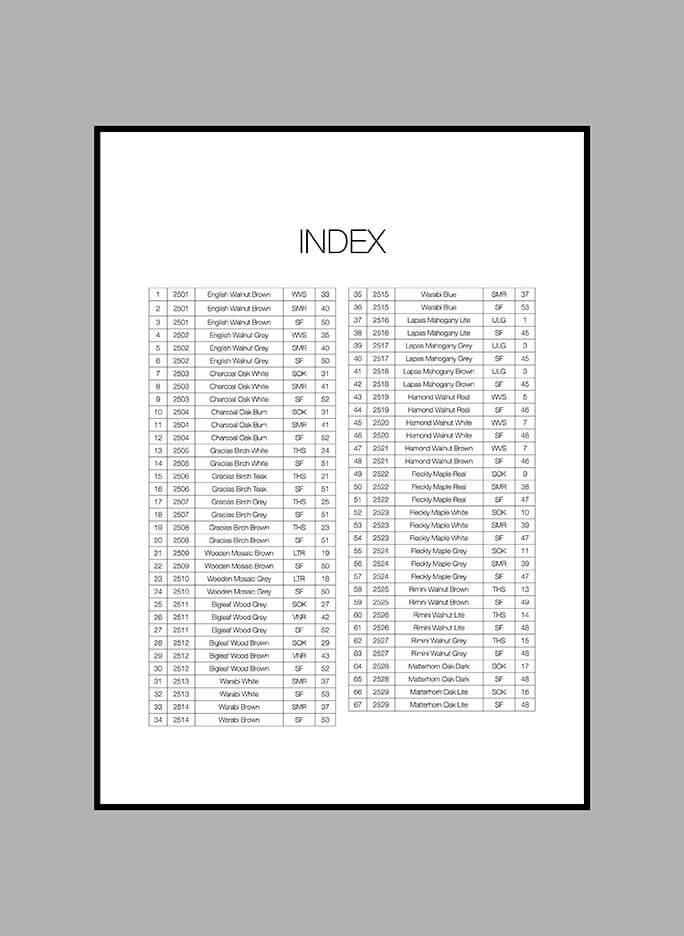 INDEX
1 2501 English Walnut Brown WVS 33
2 2501 English Walnut Brown SMR 40
3 2501 English Walnut Brown SF 50
4 2502 English Walnut Grey WVS 35
5 2502 English Walnut Grey SMR 40
6 2502 English Walnut Grey SF 50
7 2503 Charcoal Oak White SOK 31
8 2503 Charcoal Oak White SMR 41
9 2503 Charcoal Oak White SF 52
10 2504 Charcoal Oak Burn SOK 31
11 2504 Charcoal Oak Burn SMR 41
12 2504 Charcoal Oak Burn SF 52
13 2505 Gracias Birch White THS 24
14 2505 Gracias Birch White SF 51
15 2506 Gracias Birch Teak THS 21
16 2506 Gracias Birch Teak SF 51
17 2507 Gracias Birch Grey THS 25
18 2507 Gracias Birch Grey SF 51
19 2508 Gracias Birch Brown THS 23
20 2508 Gracias Birch Brown SF 51
21 2509 Wooden Mosaic Brown LTR 19
22 2509 Wooden Mosaic Brown SF 50
23 2510 Wooden Mosaic Grey LTR 18
24 2510 Wooden Mosaic Grey SF 50
25 2511 Bigleaf Wood Grey SOK 27
26 2511 Bigleaf Wood Grey VNR 42
27 2511 Bigleaf Wood Grey SF 52
28 2512 Bigleaf Wood Brown SOK 29
29 2512 Bigleaf Wood Brown VNR 43
30 2512 Bigleaf Wood Brown SF 52
31 2513 Warabi White SMR 37
32 2513 Warabi White SF 53
33 2514 Warabi Brown SMR 37
34 2514 Warabi Brown SF 53
35 2515 Warabi Blue SMR 37
36 2515 Warabi Blue SF 53
37 2516 Lapas Mahogany Lite ULG 1
38 2516 Lapas Mahogany Lite SF 45
39 2517 Lapas Mahogany Grey ULG 3
40 2517 Lapas Mahogany Grey SF 45
41 2518 Lapas Mahogany Brown ULG 3
42 2518 Lapas Mahogany Brown SF 45
43 2519 Hamond Walnut Real WVS 5
44 2519 Hamond Walnut Real SF 46
45 2520 Hamond Walnut White WVS 7
46 2520 Hamond Walnut White SF 46
47 2521 Hamond Walnut Brown WVS 7
48 2521 Hamond Walnut Brown SF 46
49 2522 Fleckly Maple Real SOK 9
50 2522 Fleckly Maple Real SMR 38
51 2522 Fleckly Maple Real SF 47
52 2523 Fleckly Maple White SOK 10
53 2523 Fleckly Maple White SMR 39
54 2523 Fleckly Maple White SF 47
55 2524 Fleckly Maple Grey SOK 11
56 2524 Fleckly Maple Grey SMR 39
57 2524 Fleckly Maple Grey SF 47
58 2525 Rimini Walnut Brown THS 13
59 2525 Rimini Walnut Brown SF 49
60 2526 Rimini Walnut Lite THS 14
61 2526 Rimini Walnut Lite SF 48
62 2527 Rimini Walnut Grey THS 15
63 2527 Rimini Walnut Grey SF 48
64 2528 Matterhorn Oak Dark SOK 17
65 2528 Matterhorn Oak Dark SF 48
66 2529 Matterhorn Oak Lite SOK 16
67 2529 Matterhorn Oak Lite SF 48